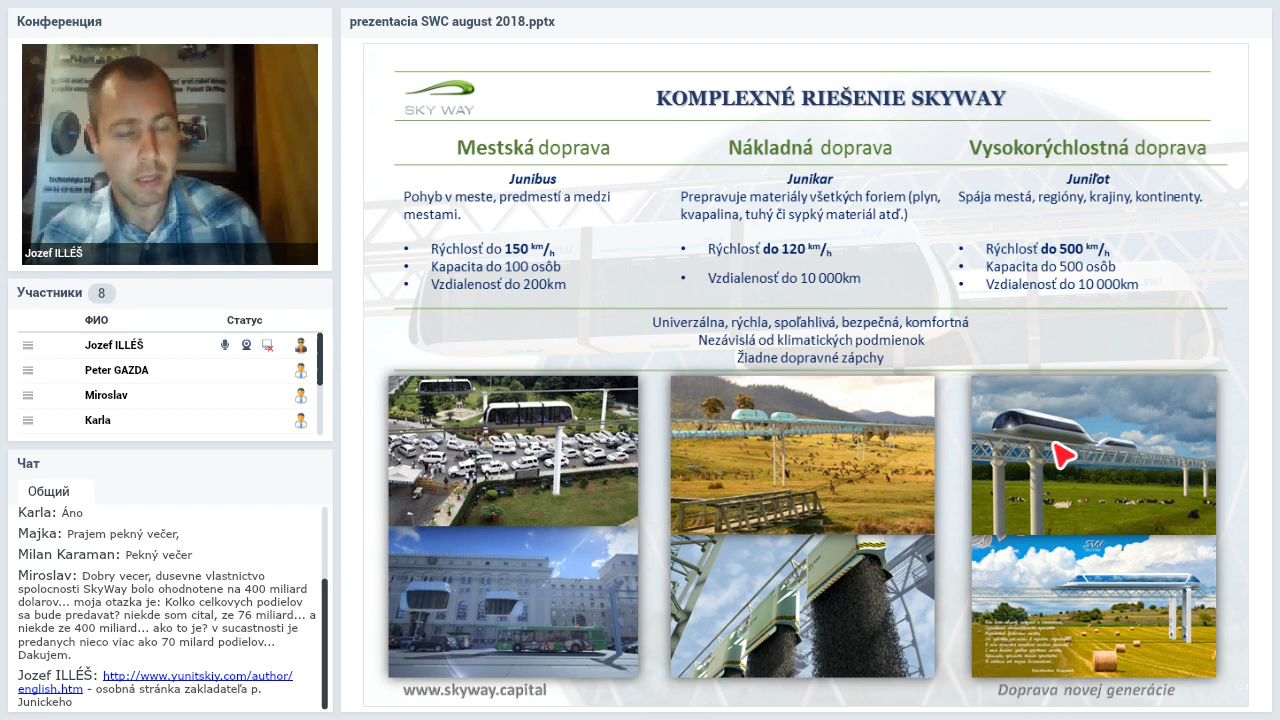 Конференция
Jozef ILLÉŠ
Участники 8
ФИО Статус
Jozef ILLÉŠ
Peter GAZDA
Miroslav
Karla
Чат
Общий
Karla: Áno
Majka: Prajem pekný večer,
Milan Karaman: Pekný večer
Miroslav: Dobry vecer, dusevne vlastnictvo
spolocnosti SkyWay bolo ohodnotene na 400 miliard
dolarov... moja otazka je: Kolko celkovych podielov
sa bude predavat? niekde som cital, ze 76 miliard... a
niekde ze 400 miliard... ako to je? v sucastnosti je
predanych nieco viac ako 70 milard podielov...
Dakujem.
Jozef ILLÉŠ: http://www.yunitskiy.com/author/
english.htm - osobná stránka zakladateľa p.
Junickeho
prezentacia SWC august 2018.pptx
SKY WAY
KOMPLEXNÉ RIEŠENIE SKYWAY
Mestská doprava
Junibus
Pohyb v meste, predmestí a medzi
mestami.
• Rýchlosť do 150 km/h
• Kapacita do 100 osôb
• Vzdialenosť do 200km
Nákladná doprava
Junikar
Prepravuje materiály všetkých foriem (plyn,
kvapalina, tuhý či sypký materiál atď.)
• Rýchlosť do 120 km/h
• Vzdialenosť do 10 000km
Vysokorýchlostná doprava
Juniľot
Spája mestá, regióny, krajiny, kontinenty.
• Rýchlosť do 500 km/h
• Kapacita do 500 osôb
• Vzdialenosť do 10 000km
Univerzálna, rýchla, spoľahlivá, bezpečná, komfortná
Nezávislá od klimatických podmienok
Žiadne dopravné zápchy
www.skyway.capital
Doprava novej generácie